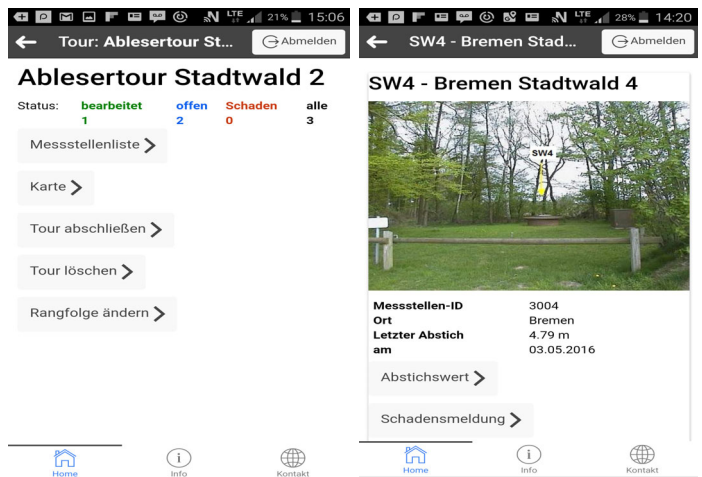 LTE 21% 15:06
Tour: Ablesertour St... Abmelden
Ablesertour Stadtwald 2
Status: bearbeitet offen Schaden alle
1 2 0 3
Messstellenliste
Karte
Tour abschließen
Tour löschen
Rangfolge ändern
Home Info Kontakt
LTE 28% 14:20
SW4 - Bremen Stad... Abmelden
SW4 - Bremen Stadtwald 4
SW4
Messstellen-ID 3004
Ort Bremen
Letzter Abstich 4.79 m
am 03.05.2016
Abstichswert
Schadensmeldung
Home Info Kontakt